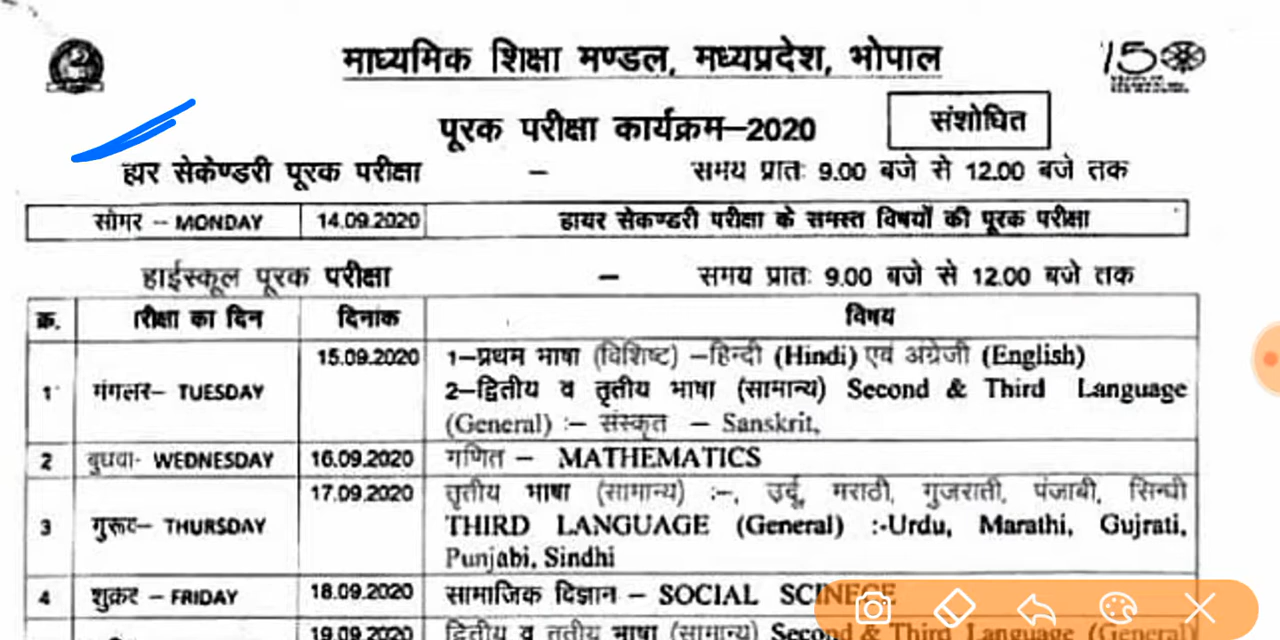 माध्यमिक शिक्षा मण्डल, मध्यप्रदेश, भोपाल
150
पूरक परीक्षा कार्यक्रम–2020
संशोधित
हायर सेकेण्डरी पूरक परीक्षा – समय प्रातः 9.00 बजे से 12.00 बजे तक
सोमर – MONDAY 14.09.2020 हायर सेकण्डरी परीक्षा के समस्त विषयों की पूरक परीक्षा
हाईस्कूल पूरक परीक्षा – समय प्रातः 9.00 बजे से 12.00 बजे तक
क्र. परीक्षा का दिन दिनांक विषय
15.09.2020 1–प्रथम भाषा (विशिष्ट) –हिन्दी (Hindi) एवं अंग्रेजी (English)
1 मंगलर– TUESDAY 2–द्वितीय व तृतीय भाषा (सामान्य) Second & Third Language
(General) :– संस्कृत – Sanskrit,
2 बुधवा- WEDNESDAY 16.09.2020 गणित – MATHEMATICS
17.09.2020 तृतीय भाषा (सामान्य) :–, उर्दू, मराठी, गुजराती, पंजाबी, सिन्धी
3 गुरूद– THURSDAY THIRD LANGUAGE (General) :-Urdu, Marathi, Gujrati,
Punjabi, Sindhi
4 शुक्रर – FRIDAY 18.09.2020 सामाजिक विज्ञान – SOCIAL SCINECE
19.09.2020 द्वितीय व तृतीय भाषा (सामान्य) Second & Third Language (General)